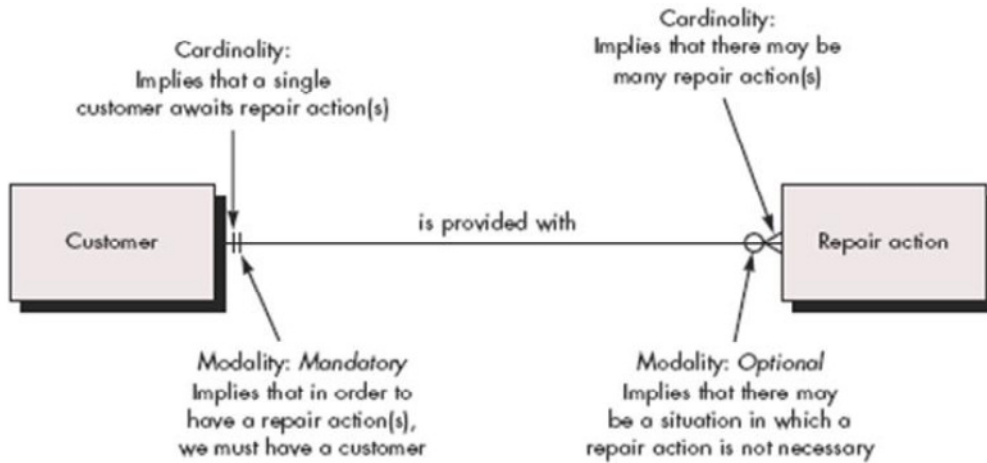 Cardinality:
Implies that a single
customer awaits repair action(s)
Cardinality:
Implies that there may be
many repair action(s)
Customer
is provided with
Repair action
Modality: Mandatory
Implies that in order to
have a repair action(s),
we must have a customer
Modality: Optional
Implies that there may
be a situation in which a
repair action is not necessary